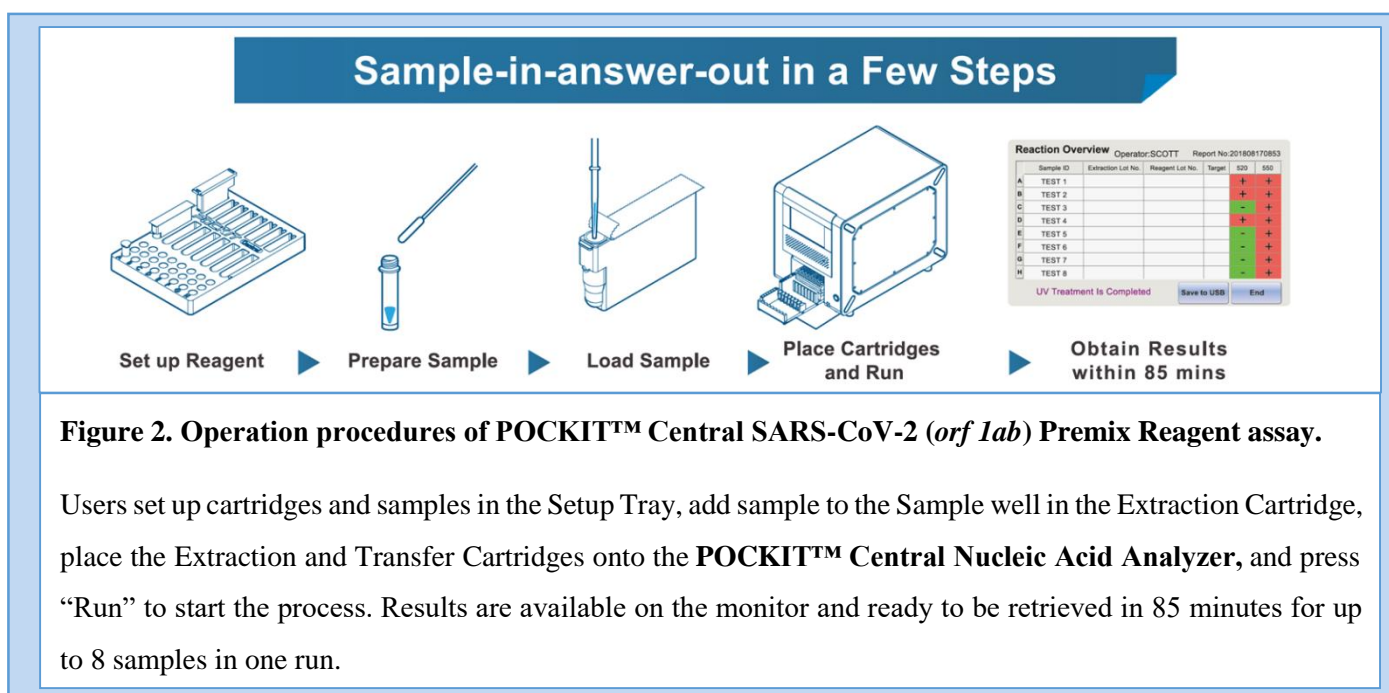 Sample-in-answer-out in a Few Steps
Reaction Overview Operator:SCOTT Report No:201808170853
Sample ID Extraction Lot No. Reagent Lot No. Target 520 550
A TEST 1 + +
B TEST 2 + +
C TEST 3 - +
D TEST 4 + +
E TEST 5 - +
F TEST 6 - +
G TEST 7 - +
H TEST 8 - +
UV Treatment Is Completed Save to USB End
Set up Reagent Prepare Sample Load Sample Place Cartridges and Run Obtain Results within 85 mins
Figure 2. Operation procedures of POCKIT™ Central SARS-CoV-2 (orf 1ab) Premix Reagent assay.
Users set up cartridges and samples in the Setup Tray, add sample to the Sample well in the Extraction Cartridge,
place the Extraction and Transfer Cartridges onto the POCKIT™ Central Nucleic Acid Analyzer, and press
“Run” to start the process. Results are available on the monitor and ready to be retrieved in 85 minutes for up
to 8 samples in one run.